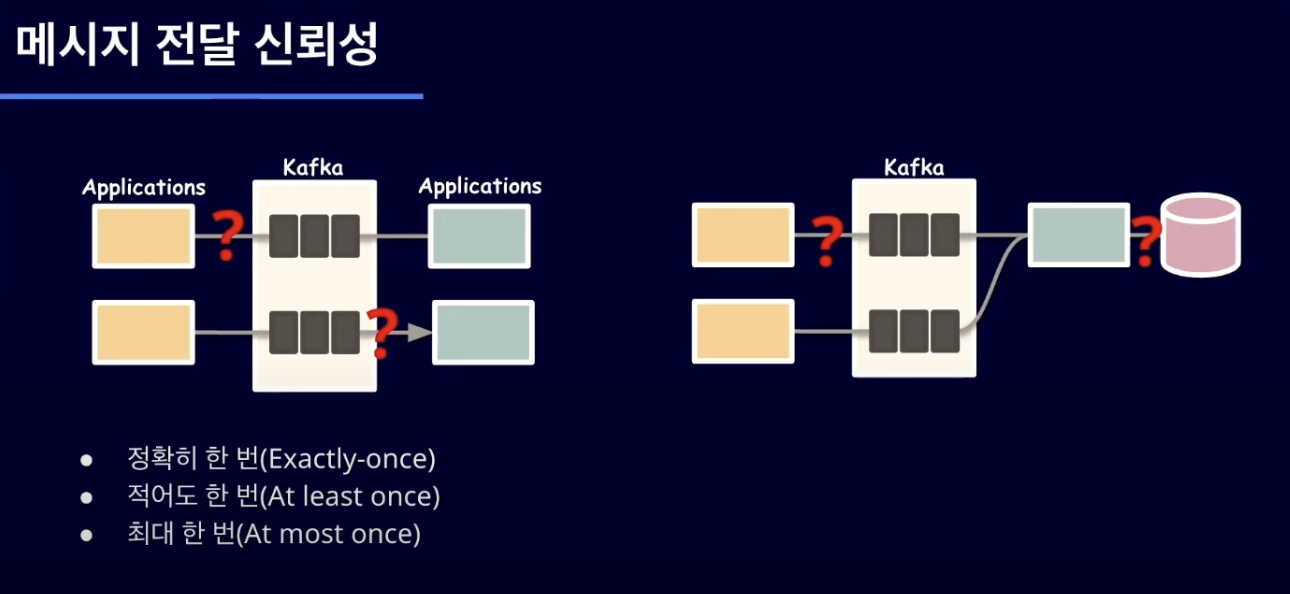 메시지 전달 신뢰성
Kafka
Applications
Applications
?
?
Kafka
?
?
● 정확히 한 번(Exactly-once)
● 적어도 한 번(At least once)
● 최대 한 번(At most once)